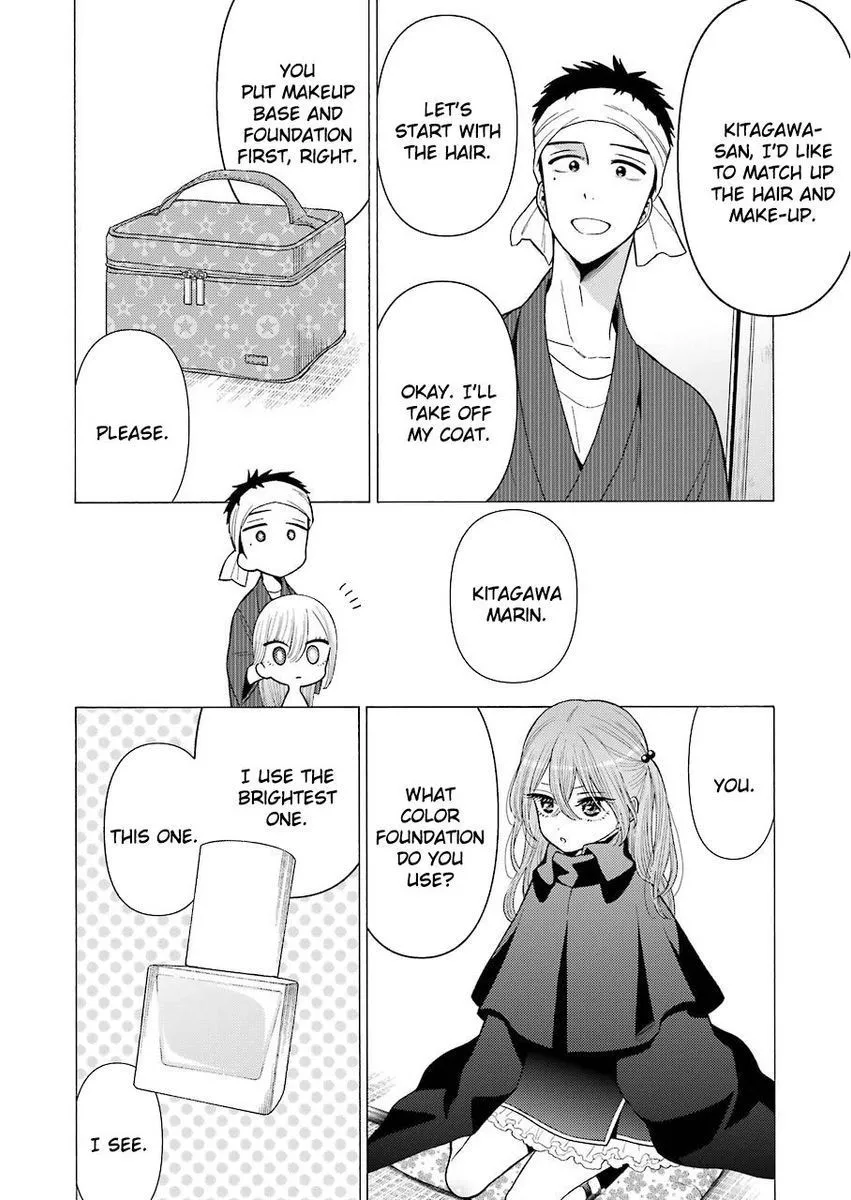 KITAGAWA-
SAN, I'D LIKE
TO MATCH UP
THE HAIR AND
MAKE-UP.
LET'S
START WITH
THE HAIR.
OKAY. I'LL
TAKE OFF
MY COAT.
YOU
PUT MAKEUP
BASE AND
FOUNDATION
FIRST, RIGHT.
PLEASE.
KITAGAWA
MARIN.
YOU.
WHAT
COLOR
FOUNDATION
DO YOU
USE?
I USE THE
BRIGHTEST
ONE.
THIS ONE.
I SEE.